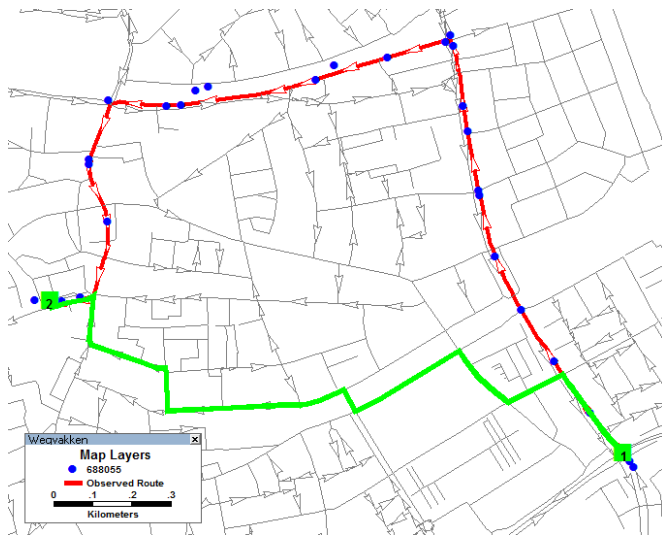 2
1
Wegvakken
Map Layers
688055
Observed Route
0 .1 .2 .3
Kilometers